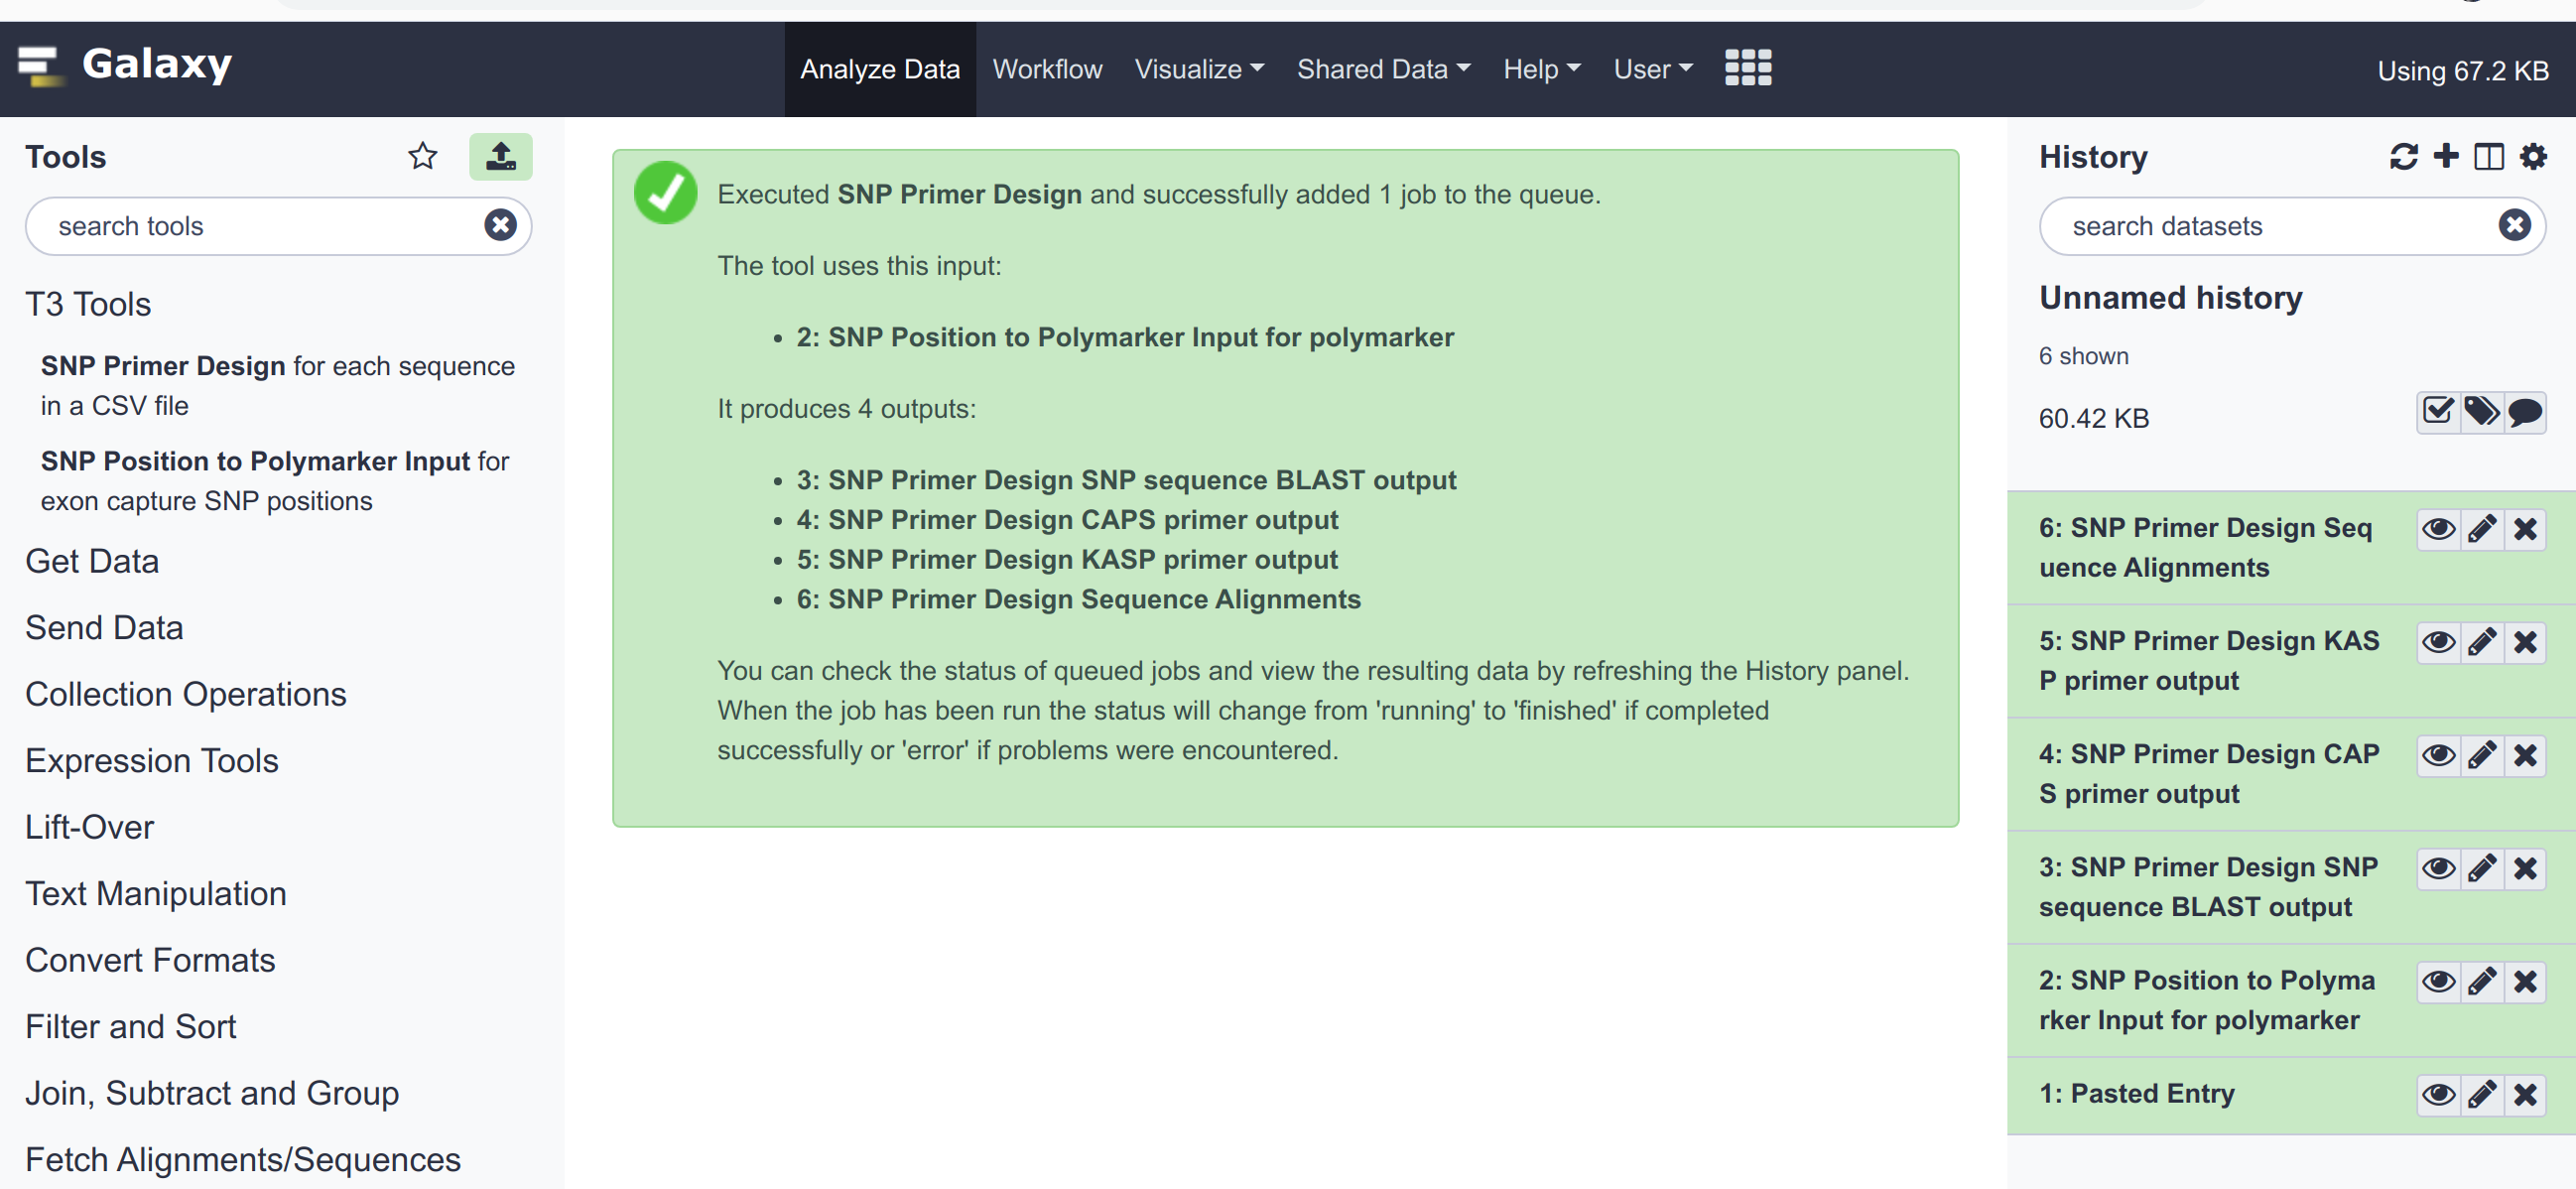 Galaxy
Analyze Data Workflow Visualize Shared Data Help User
Using 67.2 KB
Tools
search tools
T3 Tools
SNP Primer Design for each sequence
in a CSV file
SNP Position to Polymarker Input for
exon capture SNP positions
Get Data
Send Data
Collection Operations
Expression Tools
Lift-Over
Text Manipulation
Convert Formats
Filter and Sort
Join, Subtract and Group
Fetch Alignments/Sequences
Executed SNP Primer Design and successfully added 1 job to the queue.
The tool uses this input:
• 2: SNP Position to Polymarker Input for polymarker
It produces 4 outputs:
• 3: SNP Primer Design SNP sequence BLAST output
• 4: SNP Primer Design CAPS primer output
• 5: SNP Primer Design KASP primer output
• 6: SNP Primer Design Sequence Alignments
You can check the status of queued jobs and view the resulting data by refreshing the History panel.
When the job has been run the status will change from 'running' to 'finished' if completed
successfully or 'error' if problems were encountered.
History
search datasets
Unnamed history
6 shown
60.42 KB
6: SNP Primer Design Seq
uence Alignments
5: SNP Primer Design KAS
P primer output
4: SNP Primer Design CAP
S primer output
3: SNP Primer Design SNP
sequence BLAST output
2: SNP Position to Polyma
rker Input for polymarker
1: Pasted Entry